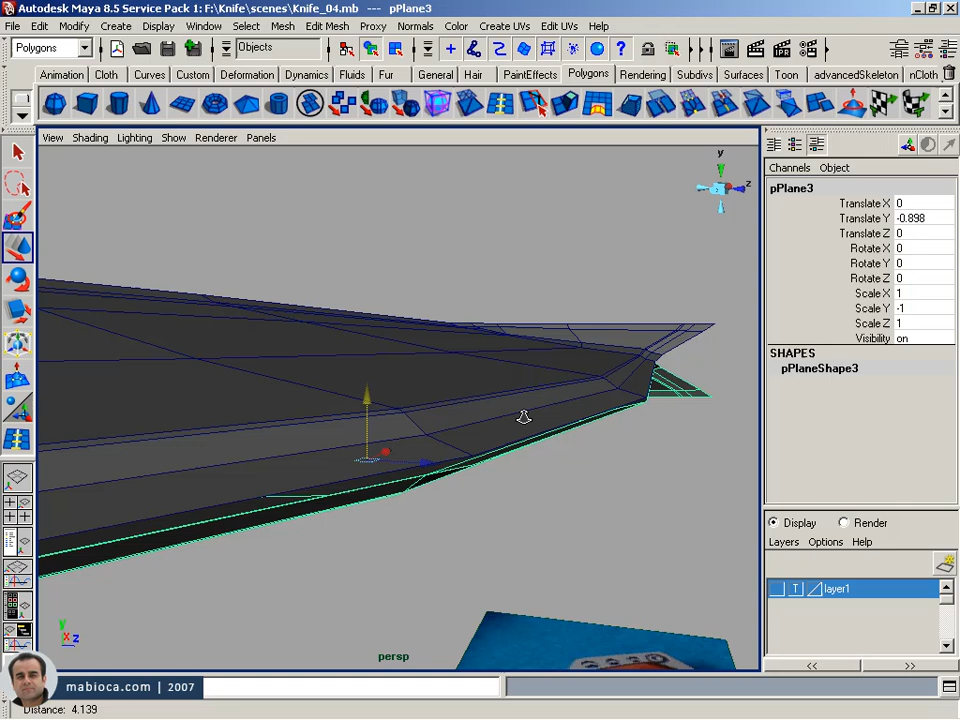 Autodesk Maya 8.5 Service Pack 1: F:\Knife\scenes\Knife_04.mb --- pPlane3
File Edit Modify Create Display Window Select Mesh Edit Mesh Proxy Normals Color Create UVs Edit UVs Help
Polygons Objects
Animation Cloth Curves Custom Deformation Dynamics Fluids Fur General Hair PaintEffects Polygons Rendering Subdivs Surfaces Toon advancedSkeleton nCloth
View Shading Lighting Show Renderer Panels
Channels Object
pPlane3
Translate X 0
Translate Y -0.898
Translate Z 0
Rotate X 0
Rotate Y 0
Rotate Z 0
Scale X 1
Scale Y -1
Scale Z 1
Visibility on
SHAPES
pPlaneShape3
y
z
Display Render
Layers Options Help
T layer1
y
x z
persp
<< >>
mabioca.com | 2007
Distance: 4.139